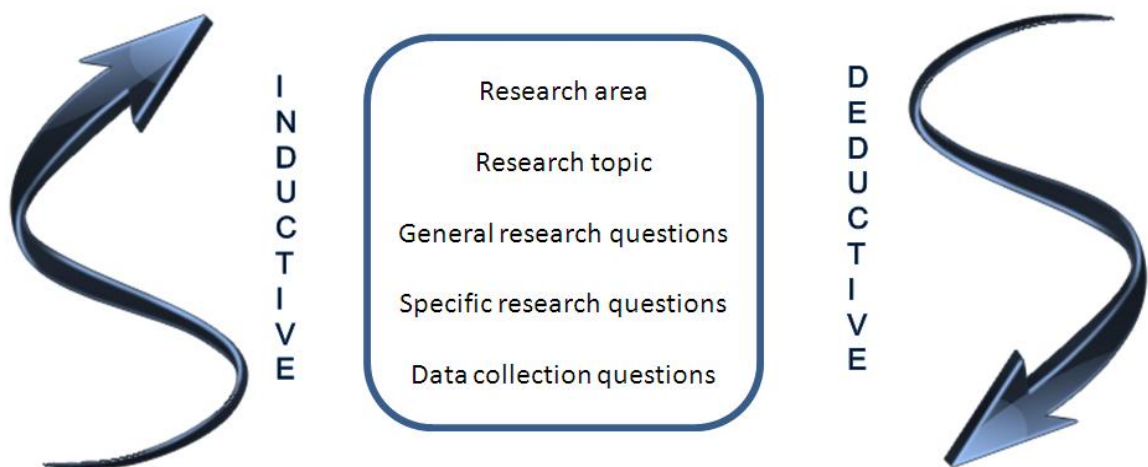 INDUCTIVE
Research area
Research topic
General research questions
Specific research questions
Data collection questions
DEDUCTIVE